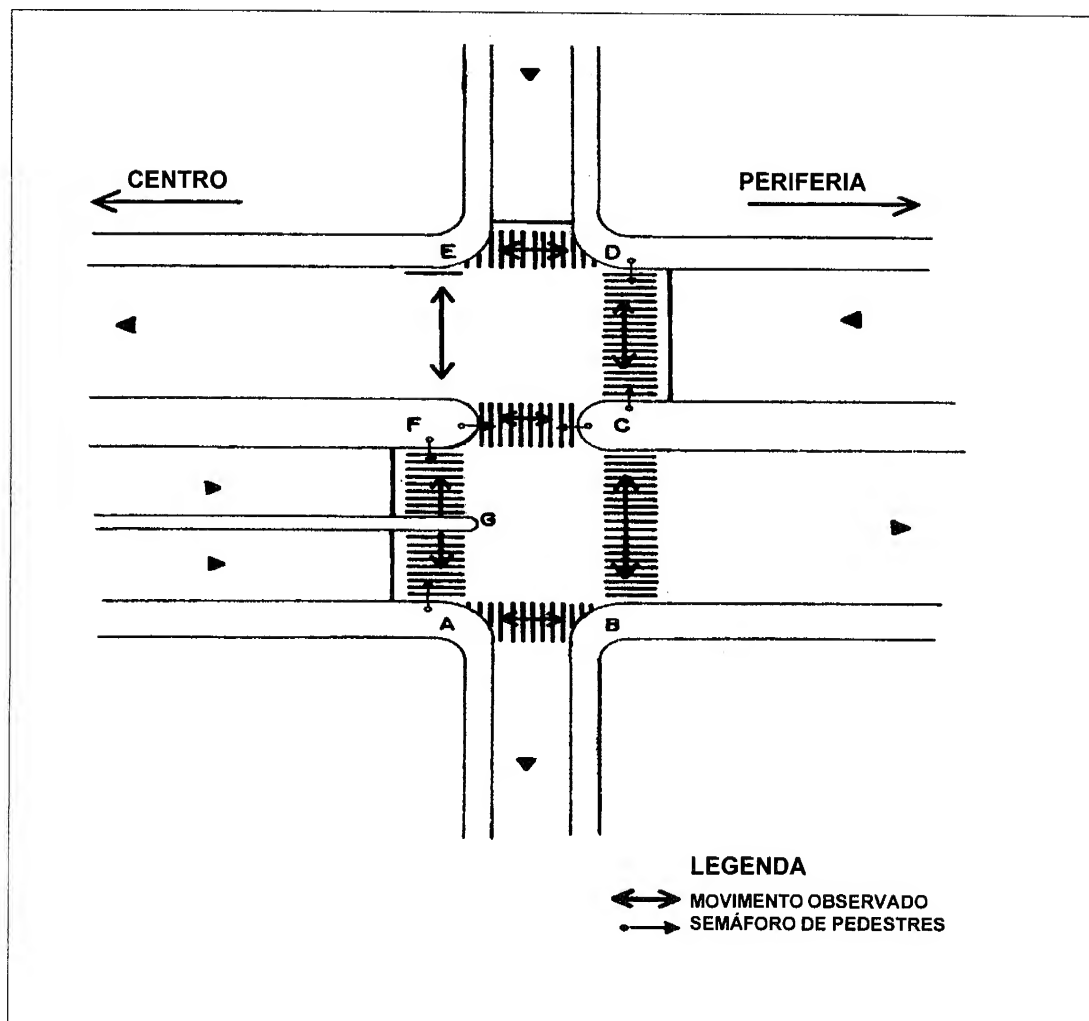 CENTRO
PERIFERIA
E
D
F
C
G
A
B
LEGENDA
MOVIMENTO OBSERVADO
SEMÁFORO DE PEDESTRES